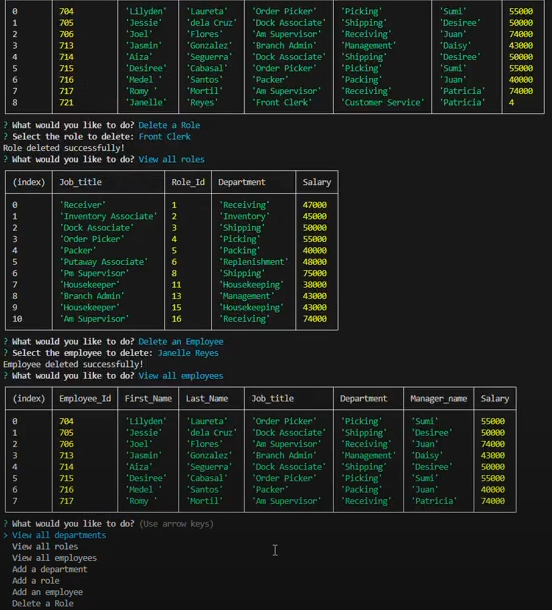 0 704 'Lilyden' 'Laureta' 'Order Picker' 'Picking' 'Sumi' 55000
1 705 'Jessie' 'dela Cruz' 'Dock Associate' 'Shipping' 'Desiree' 50000
2 706 'Joel' 'Flores' 'Am Supervisor' 'Receiving' 'Juan' 74000
3 713 'Jasmin' 'Gonzalez' 'Branch Admin' 'Management' 'Daisy' 43000
4 714 'Aiza' 'Seguerra' 'Dock Associate' 'Shipping' 'Desiree' 50000
5 715 'Desiree' 'Cabasal' 'Order Picker' 'Picking' 'Sumi' 55000
6 716 'Medel ' 'Santos' 'Packer' 'Packing' 'Juan' 40000
7 717 'Romy ' 'Mortil' 'Am Supervisor' 'Receiving' 'Patricia' 74000
8 721 'Janelle' 'Reyes' 'Front Clerk' 'Customer Service' 'Patricia' 4
? What would you like to do? Delete a Role
? Select the role to delete: Front Clerk
Role deleted successfully!
? What would you like to do? View all roles
(index) Job_title Role_Id Department Salary
0 'Receiver' 1 'Receiving' 47000
1 'Inventory Associate' 2 'Inventory' 45000
2 'Dock Associate' 3 'Shipping' 50000
3 'Order Picker' 4 'Picking' 55000
4 'Packer' 5 'Packing' 40000
5 'Putaway Associate' 6 'Replenishment' 48000
6 'Pm Supervisor' 8 'Shipping' 75000
7 'Housekeeper' 11 'Housekeeping' 38000
8 'Branch Admin' 13 'Management' 43000
9 'Housekeeper' 15 'Housekeeping' 43000
10 'Am Supervisor' 16 'Receiving' 74000
? What would you like to do? Delete an Employee
? Select the employee to delete: Janelle Reyes
Employee deleted successfully!
? What would you like to do? View all employees
(index) Employee_Id First_Name Last_Name Job_title Department Manager_name Salary
0 704 'Lilyden' 'Laureta' 'Order Picker' 'Picking' 'Sumi' 55000
1 705 'Jessie' 'dela Cruz' 'Dock Associate' 'Shipping' 'Desiree' 50000
2 706 'Joel' 'Flores' 'Am Supervisor' 'Receiving' 'Juan' 74000
3 713 'Jasmin' 'Gonzalez' 'Branch Admin' 'Management' 'Daisy' 43000
4 714 'Aiza' 'Seguerra' 'Dock Associate' 'Shipping' 'Desiree' 50000
5 715 'Desiree' 'Cabasal' 'Order Picker' 'Picking' 'Sumi' 55000
6 716 'Medel ' 'Santos' 'Packer' 'Packing' 'Juan' 40000
7 717 'Romy ' 'Mortil' 'Am Supervisor' 'Receiving' 'Patricia' 74000
? What would you like to do? (Use arrow keys)
> View all departments
View all roles
View all employees
Add a department
Add a role
Add an employee
Delete a Role